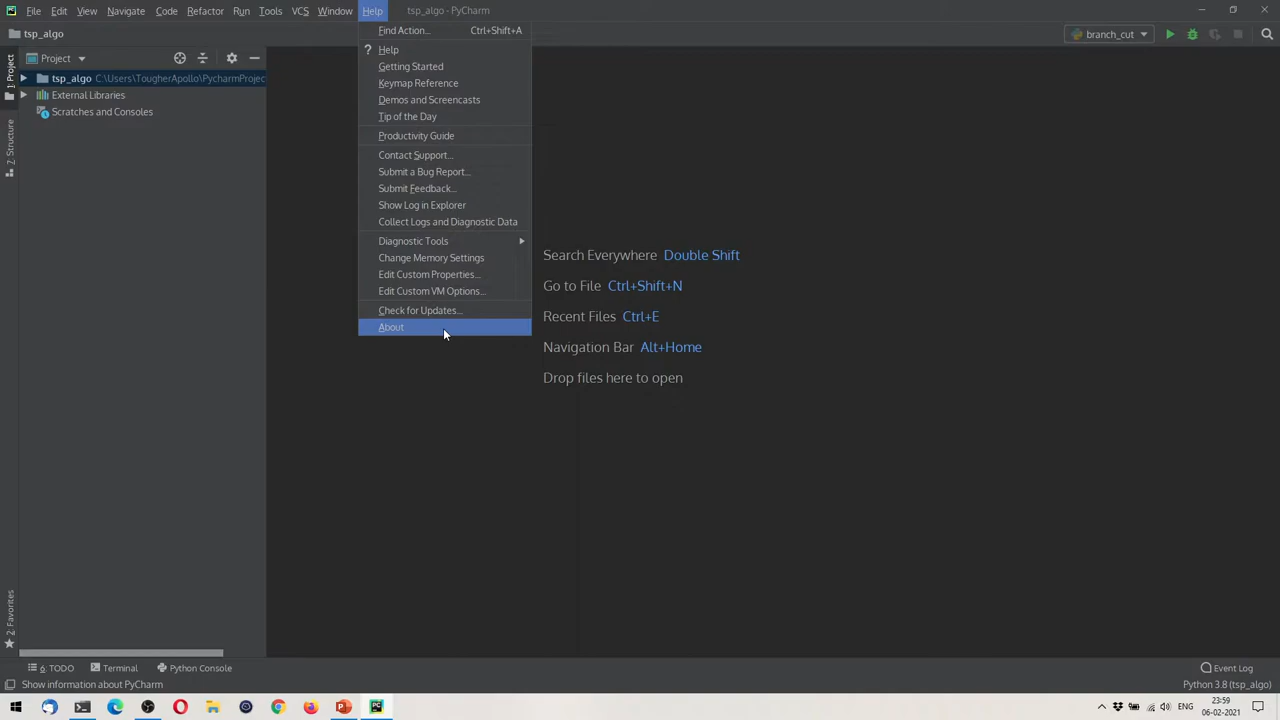 File Edit View Navigate Code Refactor Run Tools VCS Window Help tsp_algo - PyCharm
tsp_algo
branch_cut
Project
tsp_algo C:\Users\TougherApollo\PycharmProjec
External Libraries
Scratches and Consoles
1: Project
7: Structure
2: Favorites
Find Action... Ctrl+Shift+A
? Help
Getting Started
Keymap Reference
Demos and Screencasts
Tip of the Day
Productivity Guide
Contact Support...
Submit a Bug Report...
Submit Feedback...
Show Log in Explorer
Collect Logs and Diagnostic Data
Diagnostic Tools
Change Memory Settings
Edit Custom Properties...
Edit Custom VM Options...
Check for Updates...
About
Search Everywhere Double Shift
Go to File Ctrl+Shift+N
Recent Files Ctrl+E
Navigation Bar Alt+Home
Drop files here to open
6: TODO Terminal Python Console Event Log
Show information about PyCharm Python 3.8 (tsp_algo)
ENG
23:59
06-02-2021